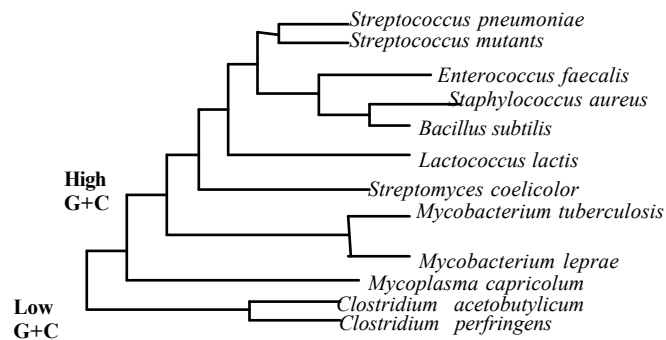 Streptococcus pneumoniae
Streptococcus mutants
Enterococcus faecalis
Staphylococcus aureus
Bacillus subtilis
Lactococcus lactis
High
G+C
Streptomyces coelicolor
Mycobacterium tuberculosis
Mycobacterium leprae
Mycoplasma capricolum
Low
G+C
Clostridium acetobutylicum
Clostridium perfringens